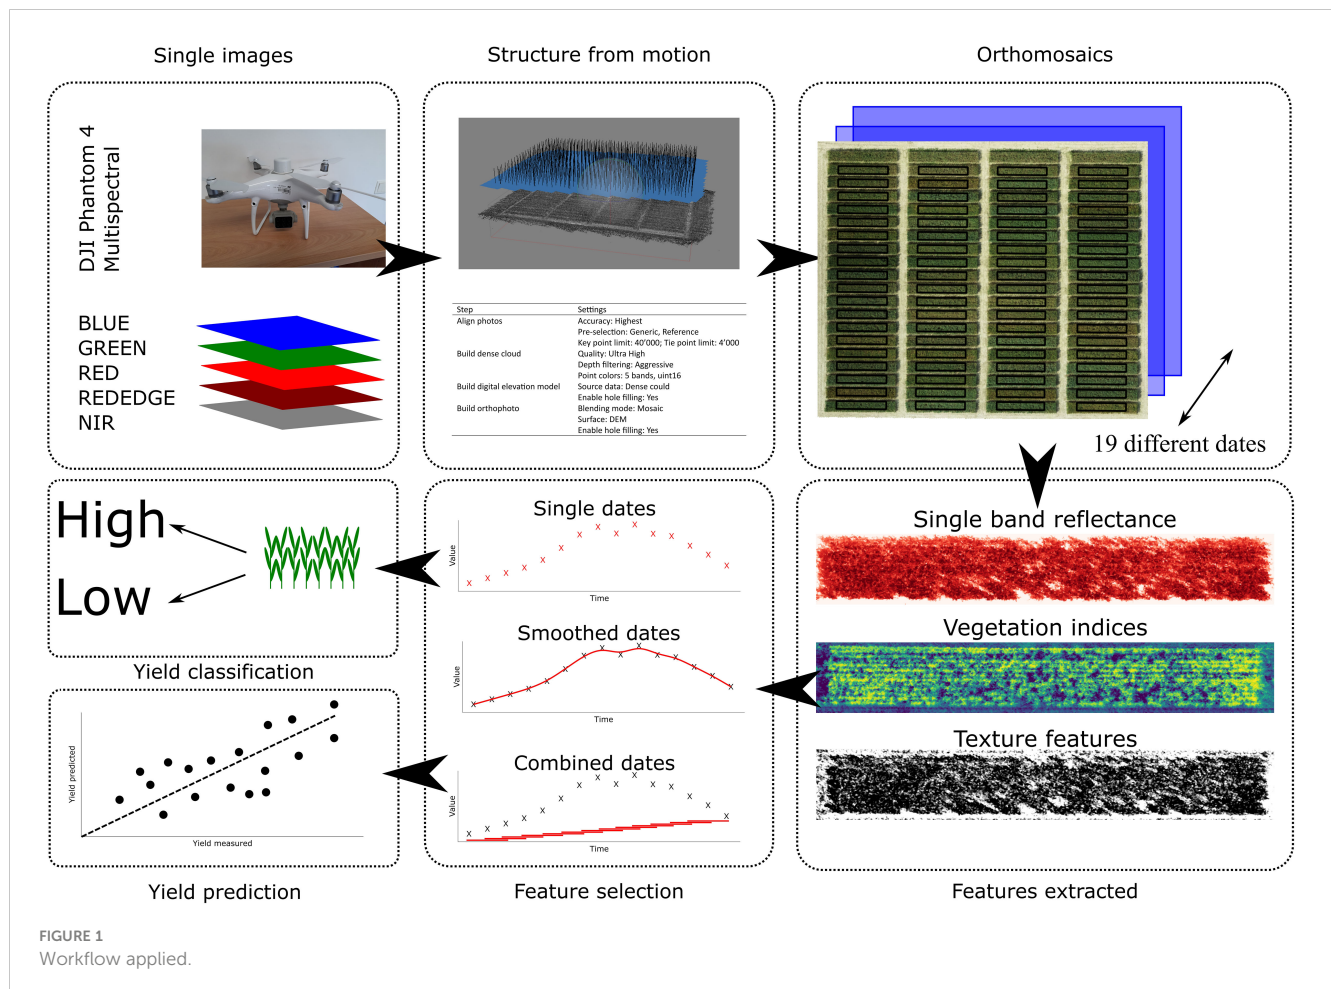 Single images
Structure from motion
Orthomosaics
DJI Phantom 4
Multispectral
BLUE
GREEN
RED
REDEDGE
NIR
Step Settings
Align photos Accuracy: Highest
Pre-selection: Generic, Reference
Key point limit: 40'000; Tie point limit: 4'000
Build dense cloud Quality: Ultra High
Depth filtering: Aggressive
Point colors: 5 bands, uint16
Build digital elevation model Source data: Dense could
Enable hole filling: Yes
Build orthophoto Blending mode: Mosaic
Surface: DEM
Enable hole filling: Yes
19 different dates
High
Low
Yield classification
Yield predicted
Yield measured
Yield prediction
Single dates
Value
Time
Smoothed dates
Value
Time
Combined dates
Value
Time
Feature selection
Single band reflectance
Vegetation indices
Texture features
Features extracted
FIGURE 1
Workflow applied.